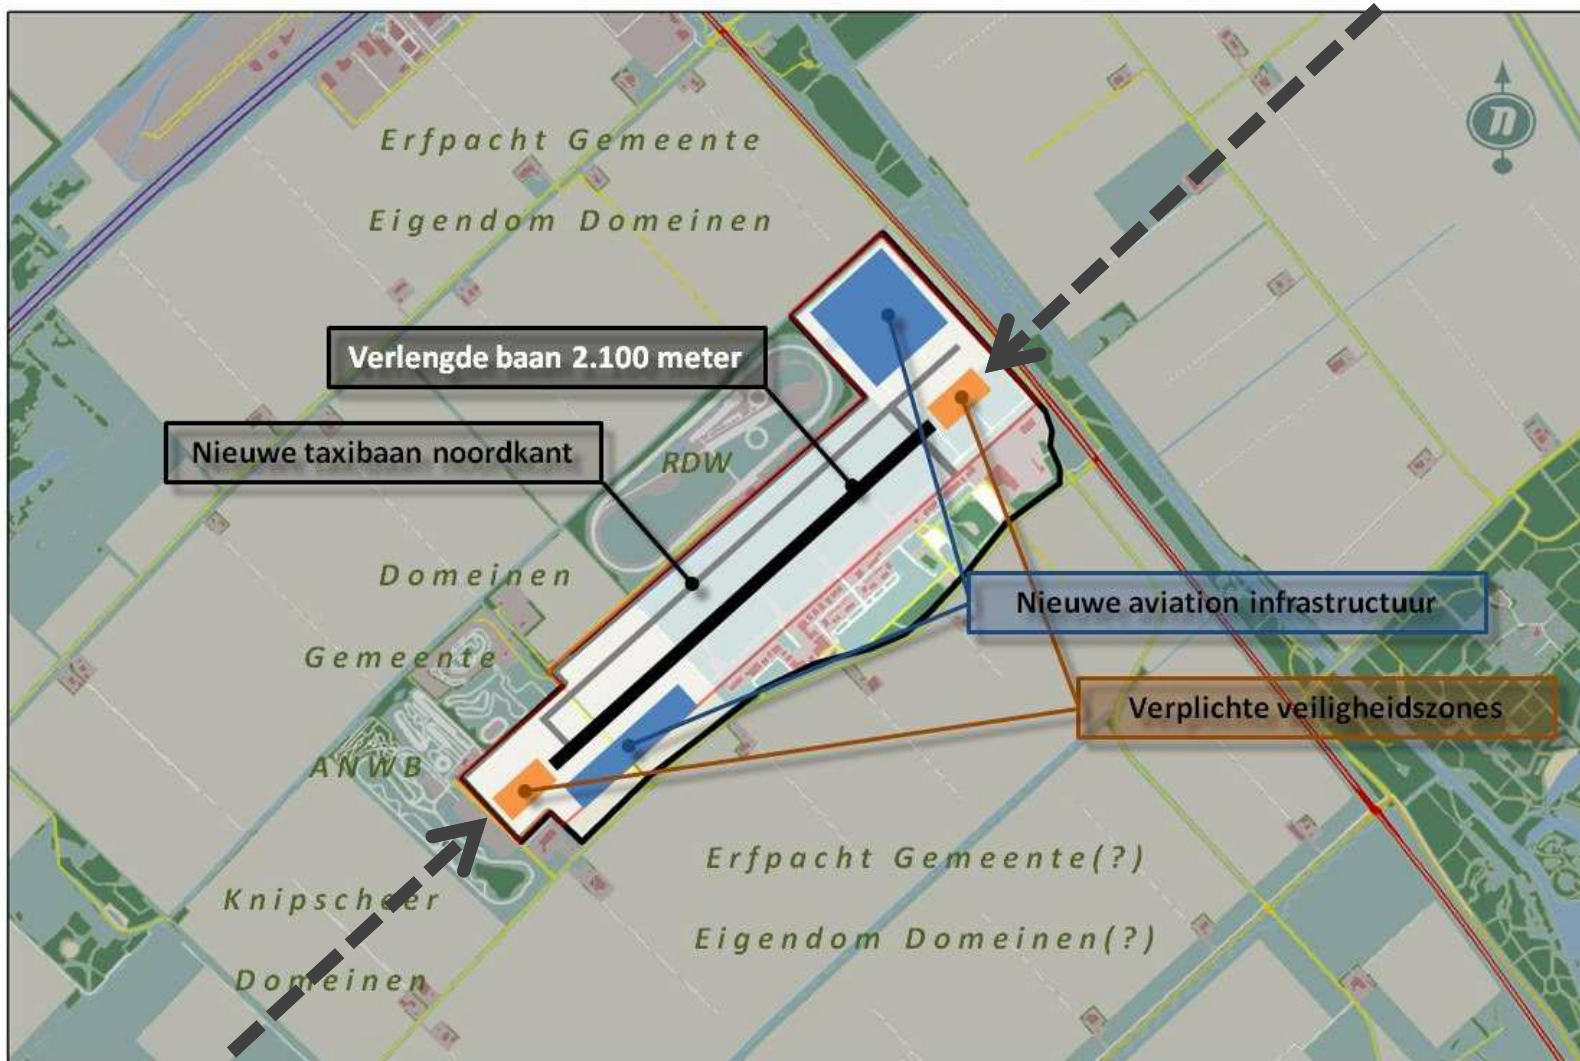 Erfpacht Gemeente
Eigendom Domeinen
n
Verlengde baan 2.100 meter
Nieuwe taxibaan noordkant
RDW
Domeinen
Gemeente
Nieuwe aviation infrastructuur
Verplichte veiligheidszones
ANWB
Erfpacht Gemeente(?)
Eigendom Domeinen(?)
Knipscheer
Domeinen